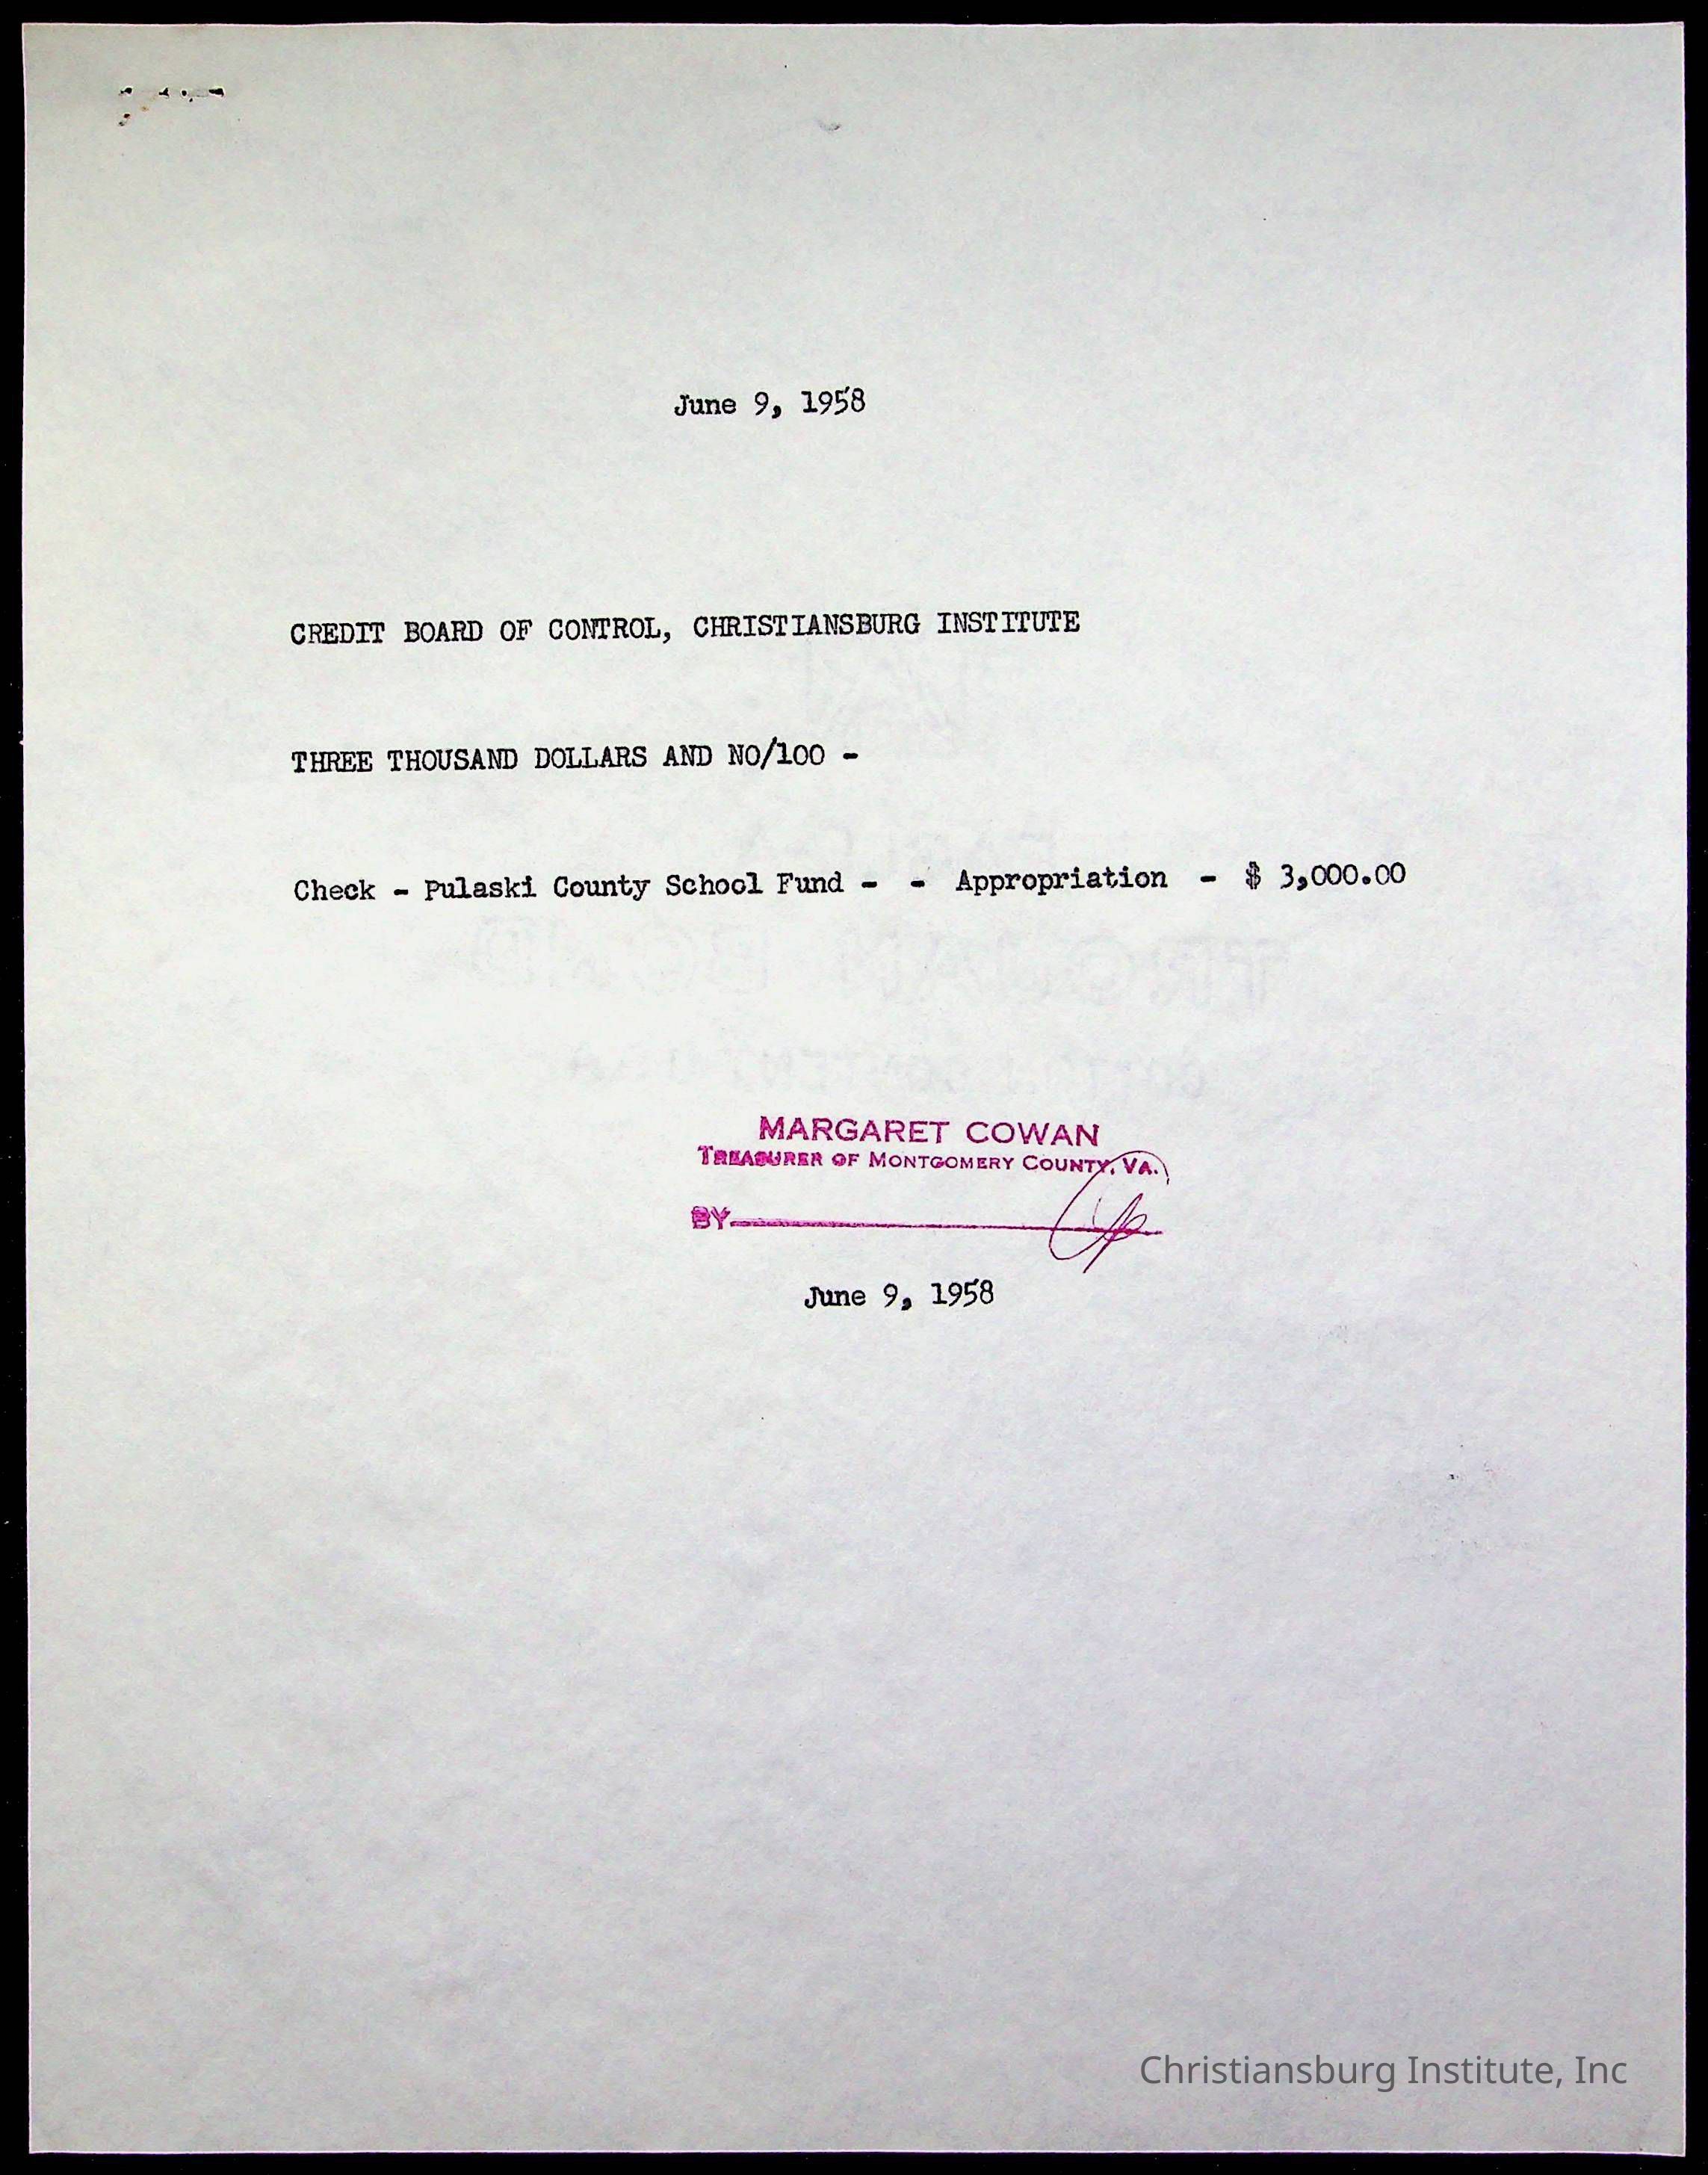 June 9, 1958
CREDIT BOARD OF CONTROL, CHRISTIANSBURG INSTITUTE
THREE THOUSAND DOLLARS AND NO/100 -
Check - Pulaski County School Fund - - Appropriation - $ 3,000.00
MARGARET COWAN
TREASURER OF MONTGOMERY COUNTY, VA.
BY
June 9, 1958
Christiansburg Institute, Inc